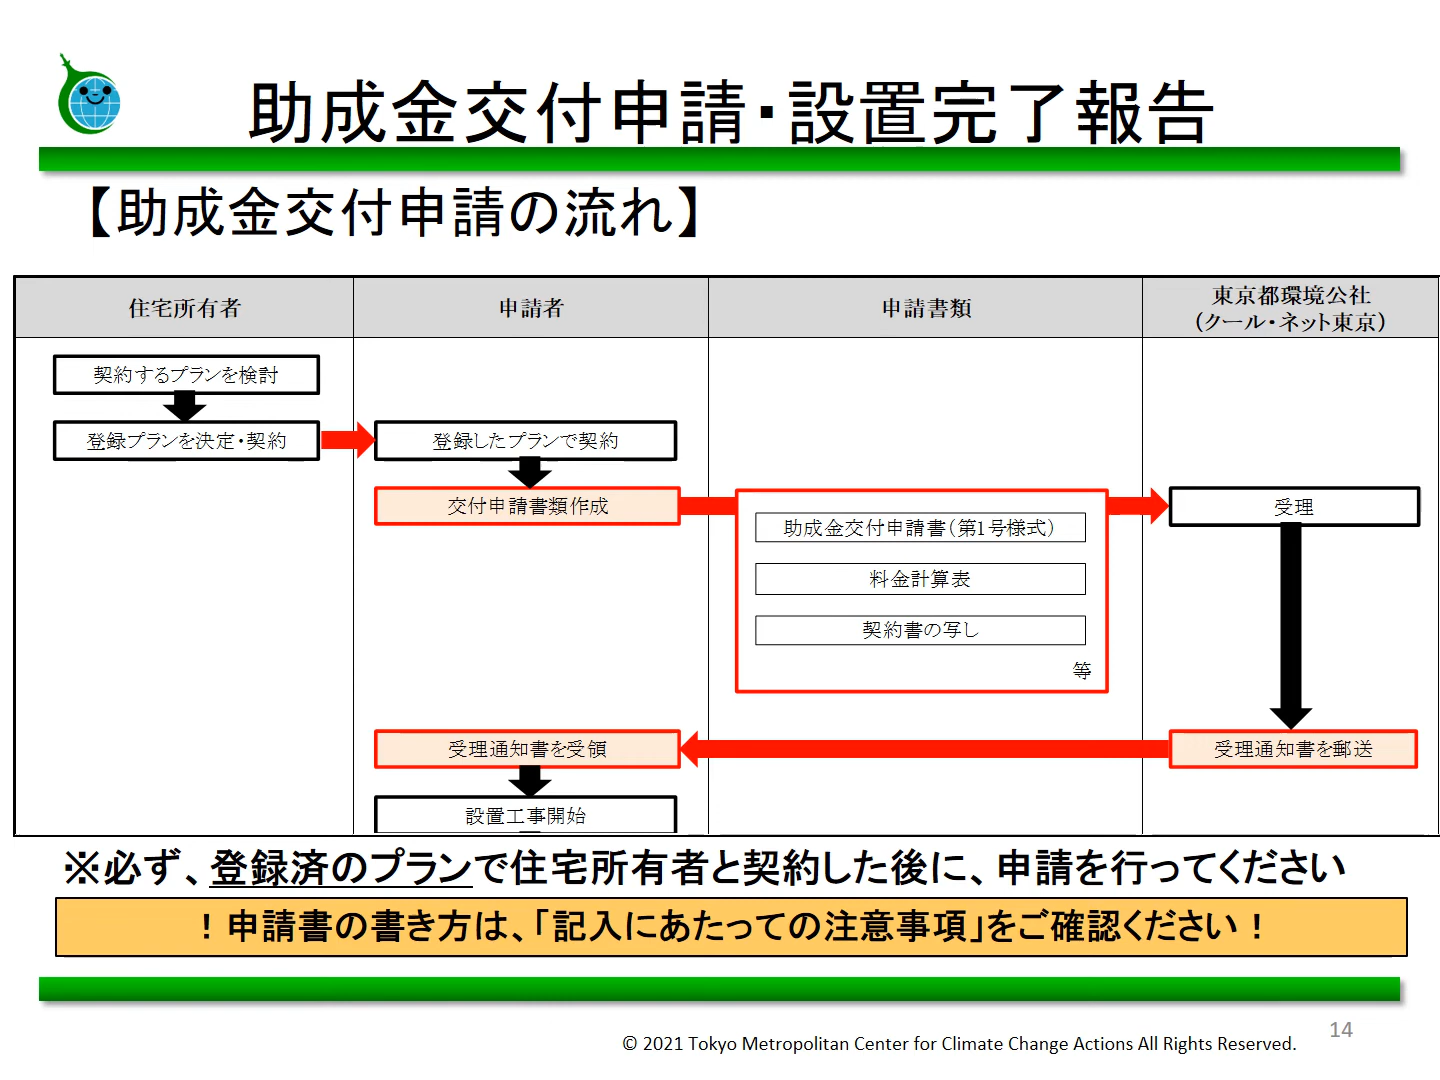 助成金交付申請・設置完了報告
【助成金交付申請の流れ】
住宅所有者
申請者
申請書類
東京都環境公社
(クール・ネット東京)
契約するプランを検討
登録プランを決定・契約
登録したプランで契約
交付申請書類作成
助成金交付申請書(第1号様式)
料金計算表
契約書の写し
等
受理
受理通知書を受領
受理通知書を郵送
設置工事開始
※必ず、登録済のプランで住宅所有者と契約した後に、申請を行ってください
！申請書の書き方は、「記入にあたっての注意事項」をご確認ください！
© 2021 Tokyo Metropolitan Center for Climate Change Actions All Rights Reserved.
14